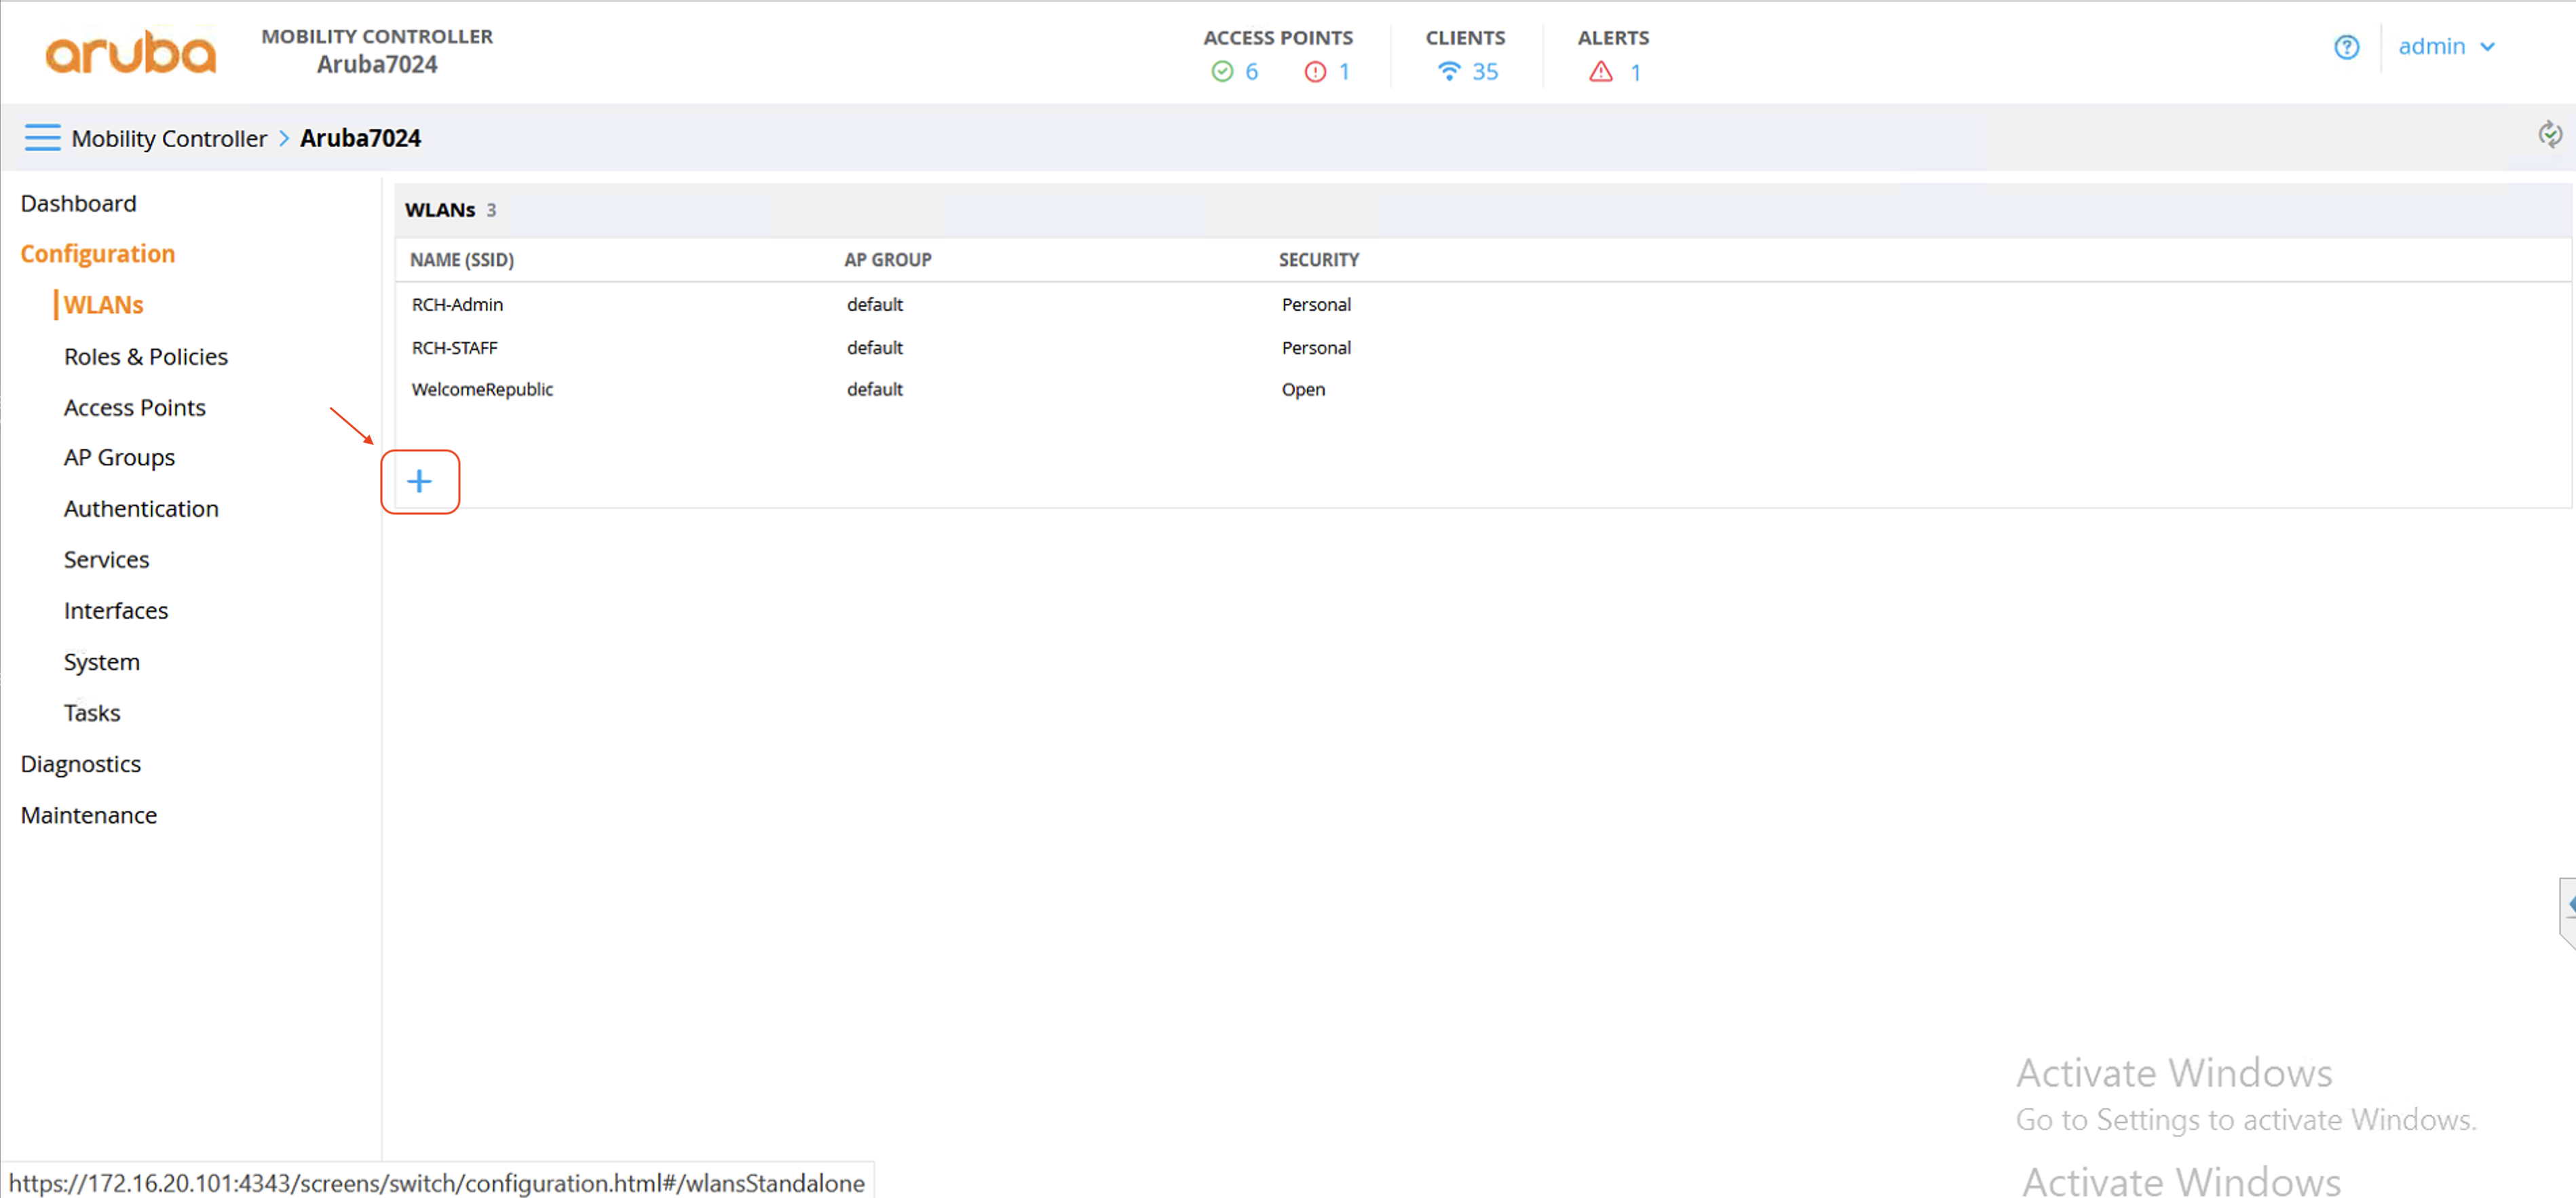 aruba
MOBILITY CONTROLLER
Aruba7024
ACCESS POINTS
6 1
CLIENTS
35
ALERTS
1
admin
Mobility Controller > Aruba7024
Dashboard
Configuration
WLANs
Roles & Policies
Access Points
AP Groups
Authentication
Services
Interfaces
System
Tasks
Diagnostics
Maintenance
WLANs 3
NAME (SSID) AP GROUP SECURITY
RCH-Admin default Personal
RCH-STAFF default Personal
WelcomeRepublic default Open
+
Activate Windows
Go to Settings to activate Windows.
Activate Windows
https://172.16.20.101:4343/screens/switch/configuration.html#/wlansStandalone